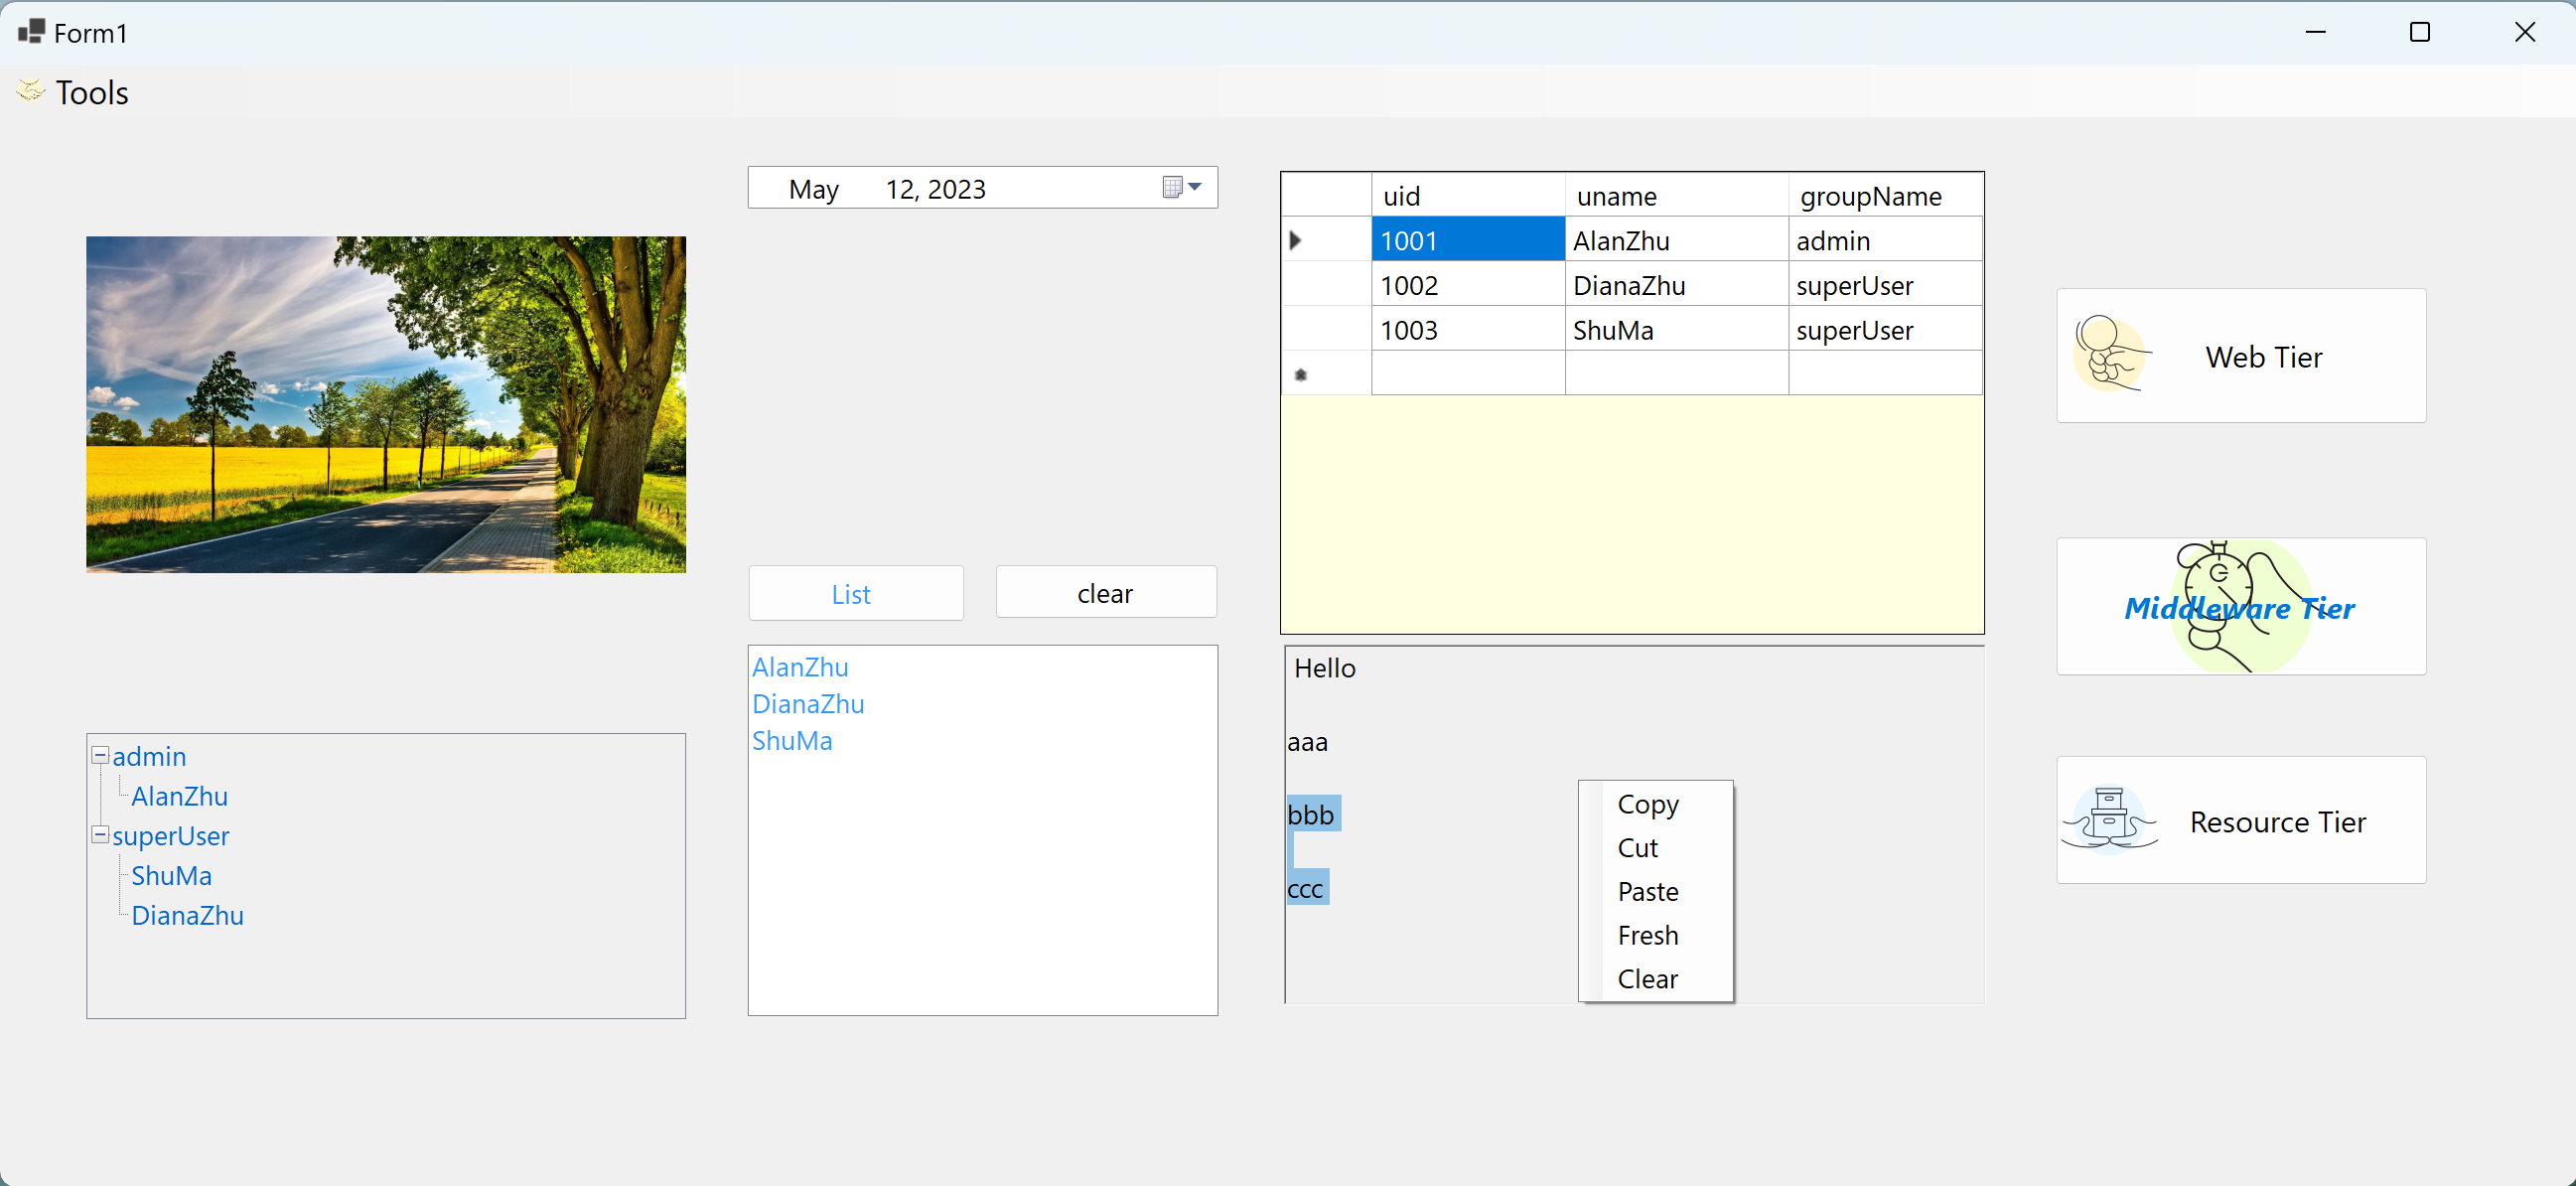 Form1
Tools
May 12, 2023
List
clear
AlanZhu
DianaZhu
ShuMa
admin
AlanZhu
superUser
ShuMa
DianaZhu
uid uname groupName
1001 AlanZhu admin
1002 DianaZhu superUser
1003 ShuMa superUser
Hello
aaa
bbb
ccc
Copy
Cut
Paste
Fresh
Clear
Web Tier
Middleware Tier
Resource Tier